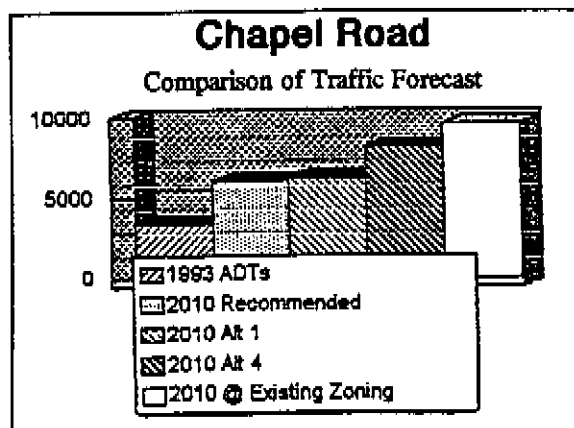 Chapel Road
Comparison of Traffic Forecast
10000
5000
0
1993 ADTs
2010 Recommended
2010 Alt 1
2010 Alt 4
2010 @ Existing Zoning